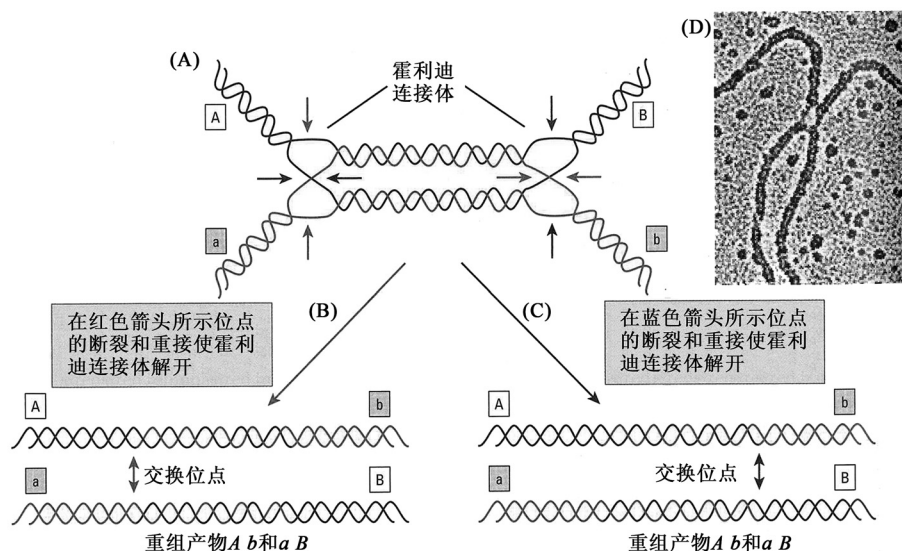 (A)
霍利迪
连接体
(D)
A
B
a
b
(B)
(C)
在红色箭头所示位点
的断裂和重接使霍利
迪连接体解开
在蓝色箭头所示位点
的断裂和重接使霍利
迪连接体解开
A
b
交换位点
a
B
重组产物A b和a B
A
b
交换位点
a
B
重组产物A b和a B